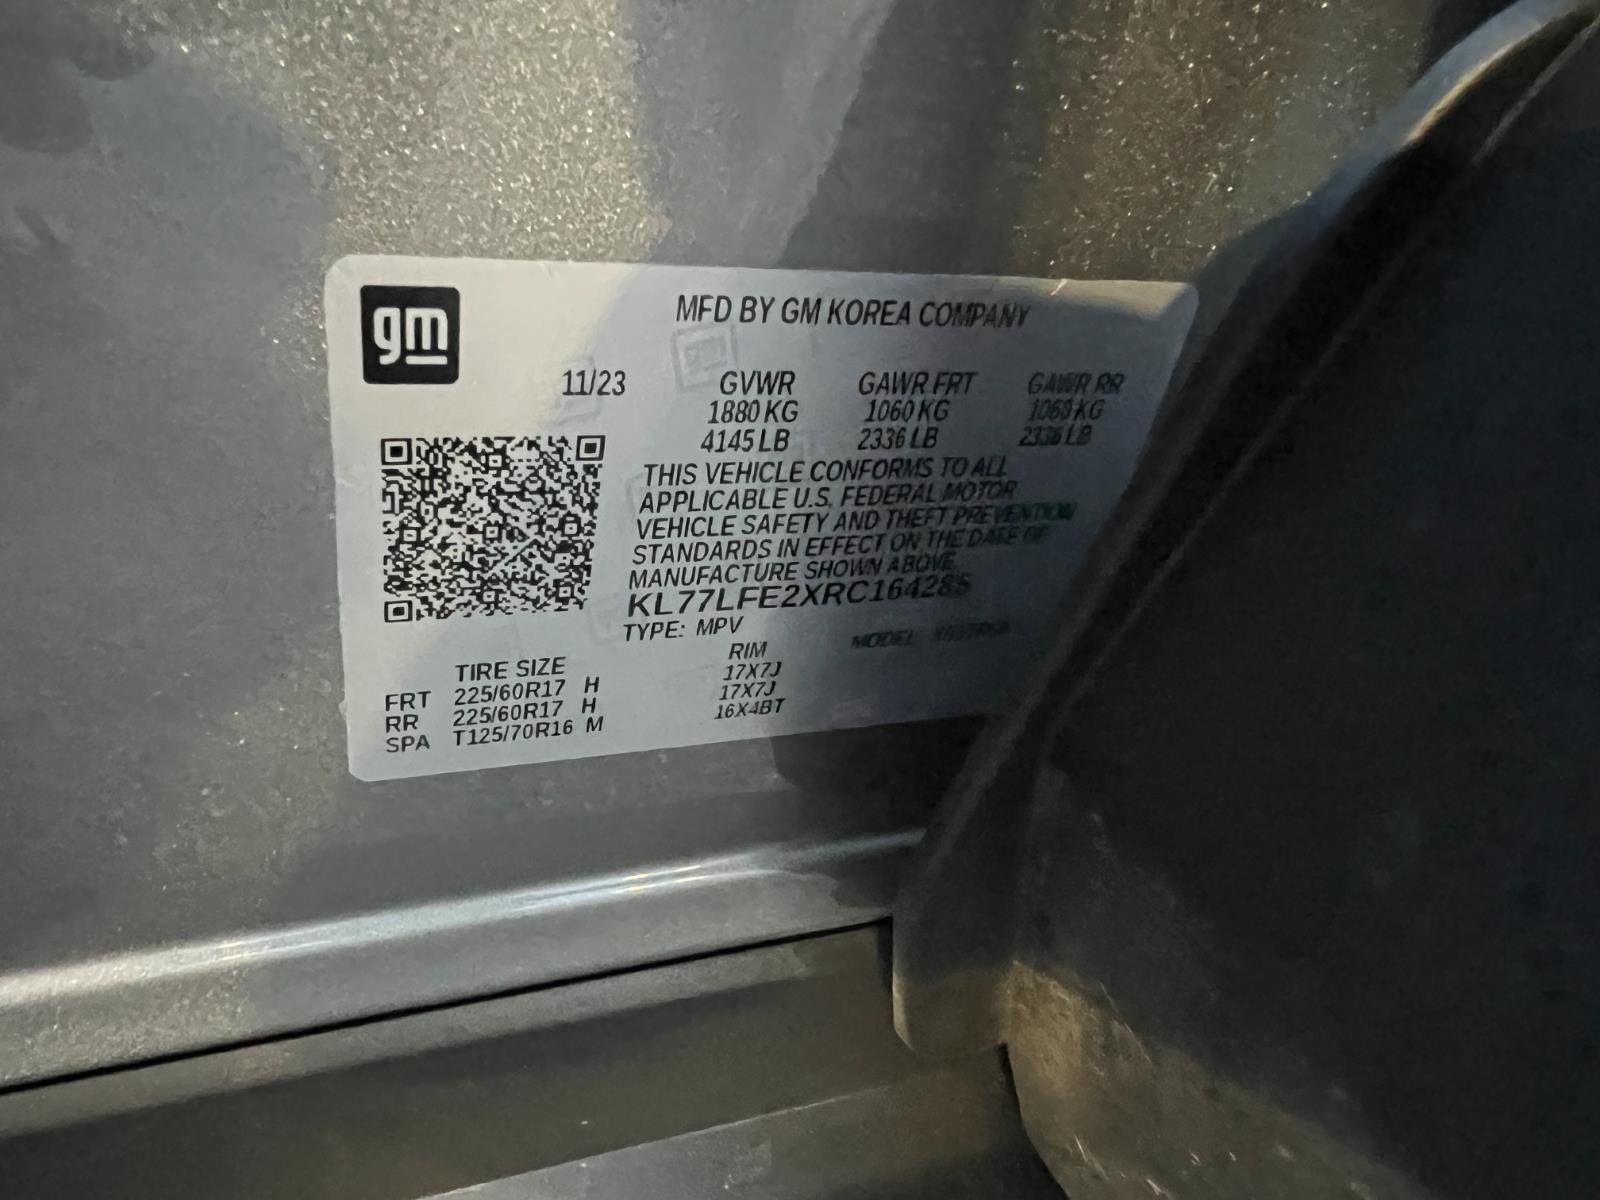 gm
MFD BY GM KOREA COMPANY
11/23 GVWR GAWR FRT GAWR RR
1880 KG 1060 KG 1060 KG
4145 LB 2336 LB 2336 LB
THIS VEHICLE CONFORMS TO ALL
APPLICABLE U.S. FEDERAL MOTOR
VEHICLE SAFETY AND THEFT PREVENTION
STANDARDS IN EFFECT ON THE DATE OF
MANUFACTURE SHOWN ABOVE.
KL77LFE2XRC164285
TYPE: MPV MODEL
TIRE SIZE RIM
FRT 225/60R17 H 17X7J
RR 225/60R17 H 17X7J
SPA T125/70R16 M 16X4BT